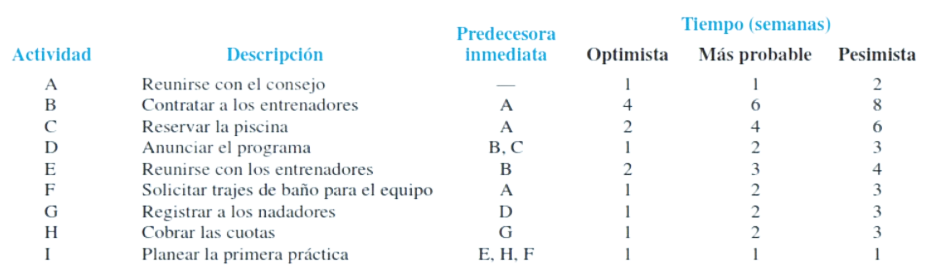 Tiempo (semanas)
Predecesora
Actividad Descripción inmediata Optimista Más probable Pesimista
A Reunirse con el consejo — 1 1 2
B Contratar a los entrenadores A 4 6 8
C Reservar la piscina A 2 4 6
D Anunciar el programa B, C 1 2 3
E Reunirse con los entrenadores B 2 3 4
F Solicitar trajes de baño para el equipo A 1 2 3
G Registrar a los nadadores D 1 2 3
H Cobrar las cuotas G 1 2 3
I Planear la primera práctica E, H, F 1 1 1